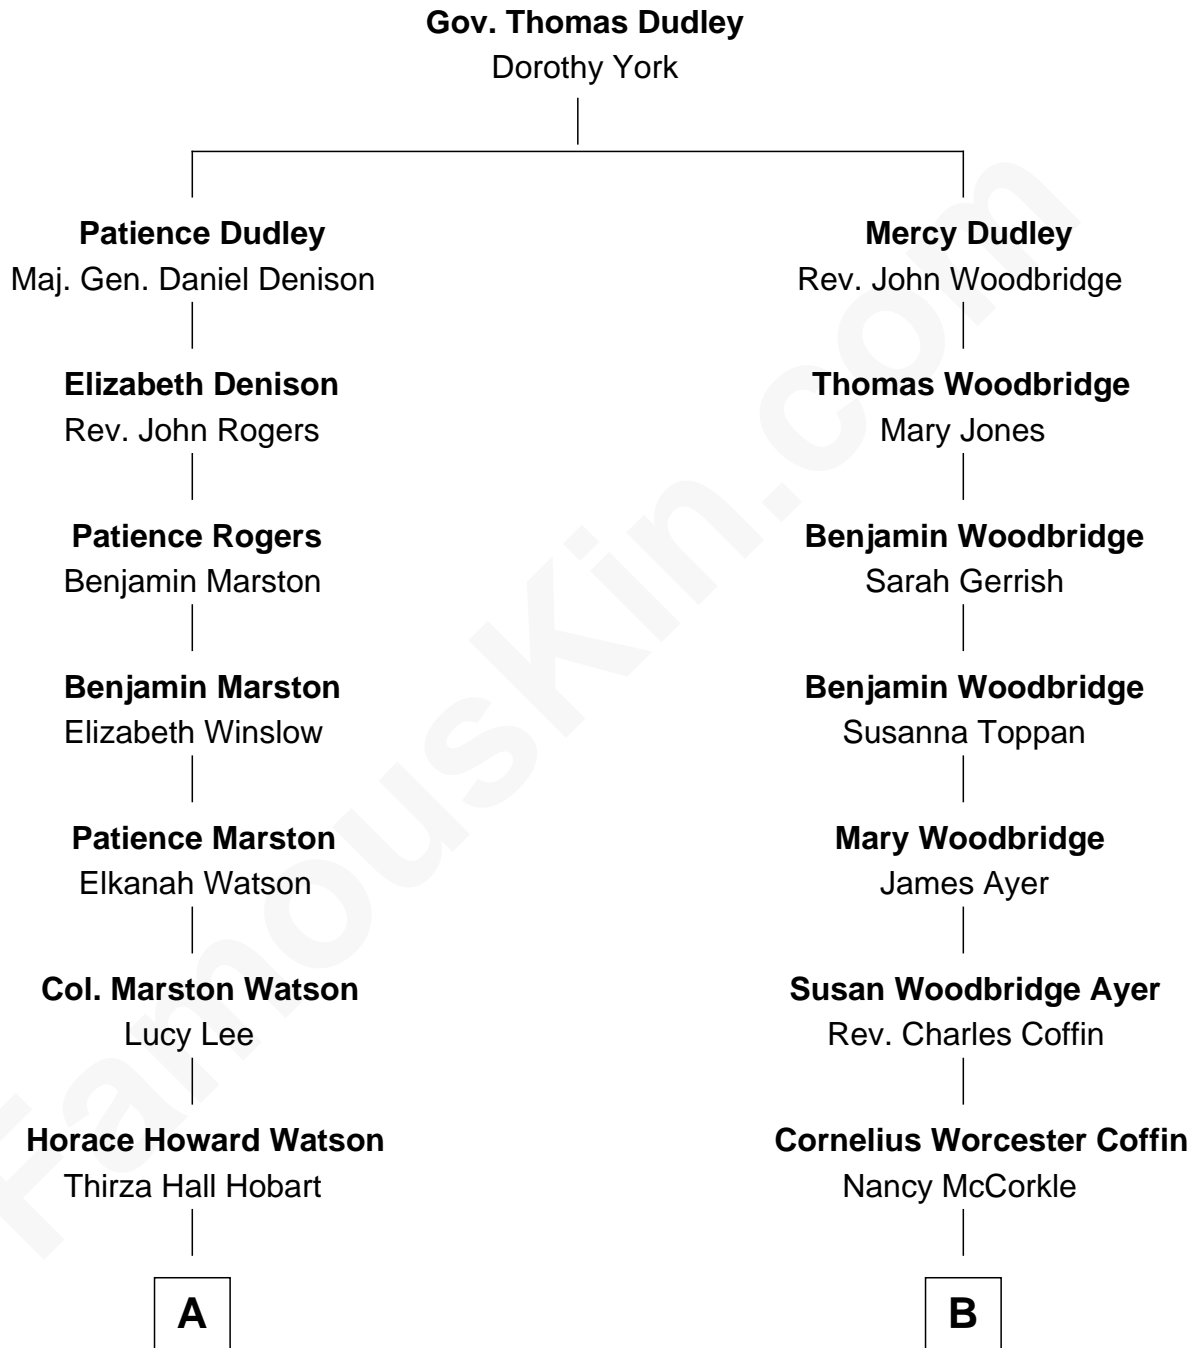 Gov. Thomas Dudley
Dorothy York
Patience Dudley
Maj. Gen. Daniel Denison
Elizabeth Denison
Rev. John Rogers
Patience Rogers
Benjamin Marston
Benjamin Marston
Elizabeth Winslow
Patience Marston
Elkanah Watson
Col. Marston Watson
Lucy Lee
Horace Howard Watson
Thirza Hall Hobart
A
Mercy Dudley
Rev. John Woodbridge
Thomas Woodbridge
Mary Jones
Benjamin Woodbridge
Sarah Gerrish
Benjamin Woodbridge
Susanna Toppan
Mary Woodbridge
James Ayer
Susan Woodbridge Ayer
Rev. Charles Coffin
Cornelius Worcester Coffin
Nancy McCorkle
B
FamousKin.com